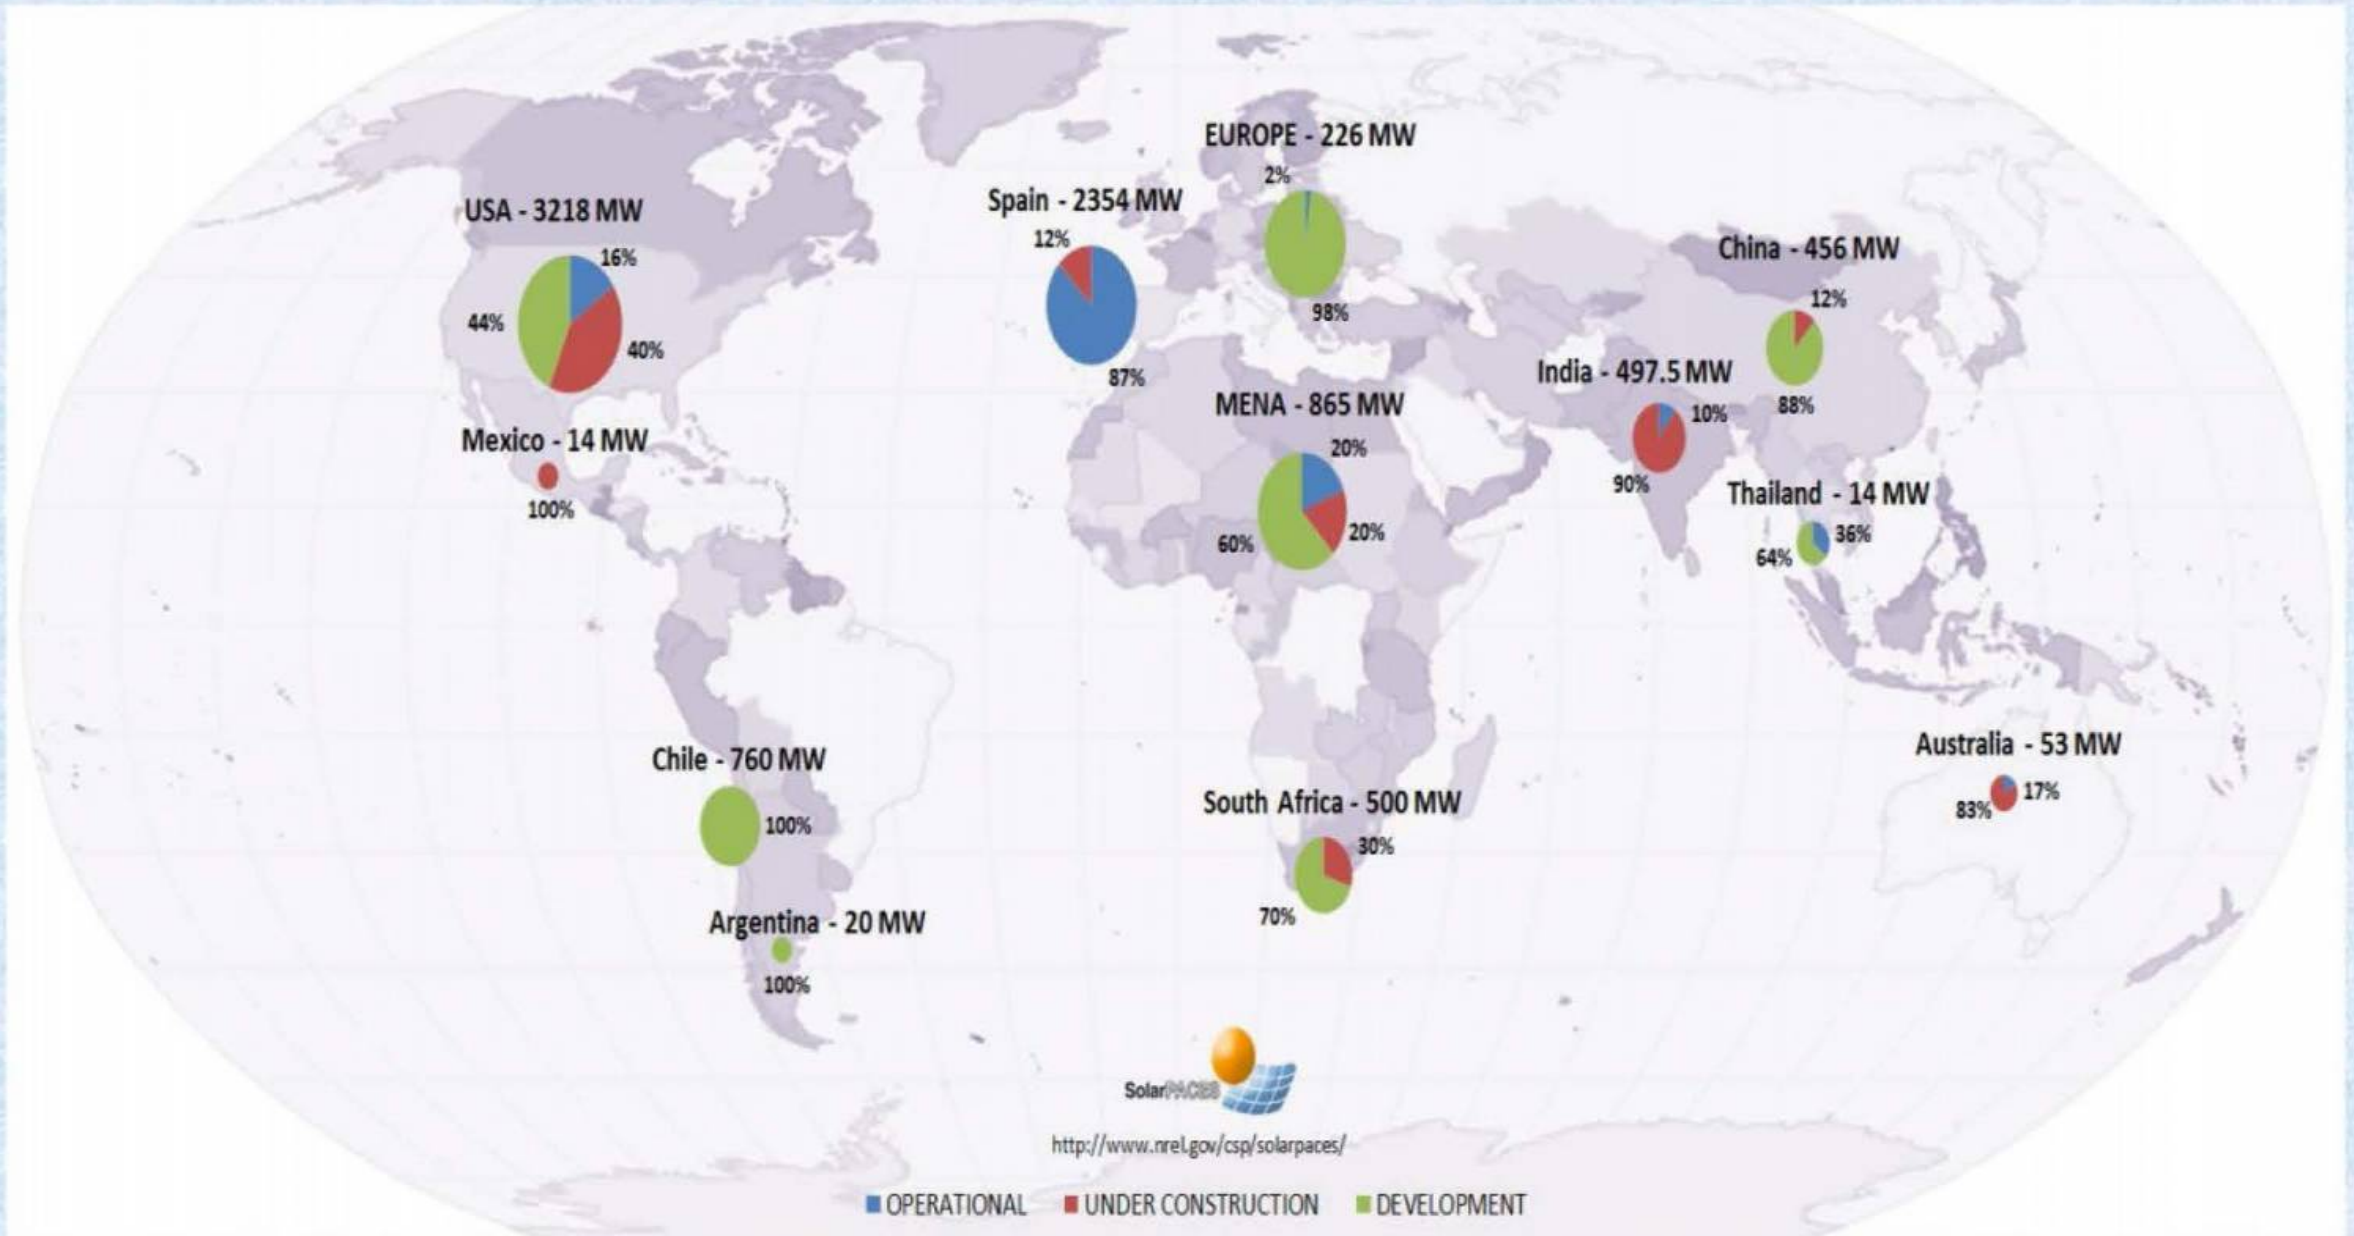 EUROPE - 226 MW
2%
98%
USA - 3218 MW
16%
44%
40%
Spain - 2354 MW
12%
87%
China - 456 MW
12%
88%
India - 497.5 MW
10%
90%
MENA - 865 MW
20%
20%
60%
Mexico - 14 MW
100%
Thailand - 14 MW
36%
64%
Chile - 760 MW
100%
Australia - 53 MW
17%
83%
South Africa - 500 MW
30%
70%
Argentina - 20 MW
100%
SolarPACES
http://www.nrel.gov/csp/solarpaces/
OPERATIONAL UNDER CONSTRUCTION DEVELOPMENT